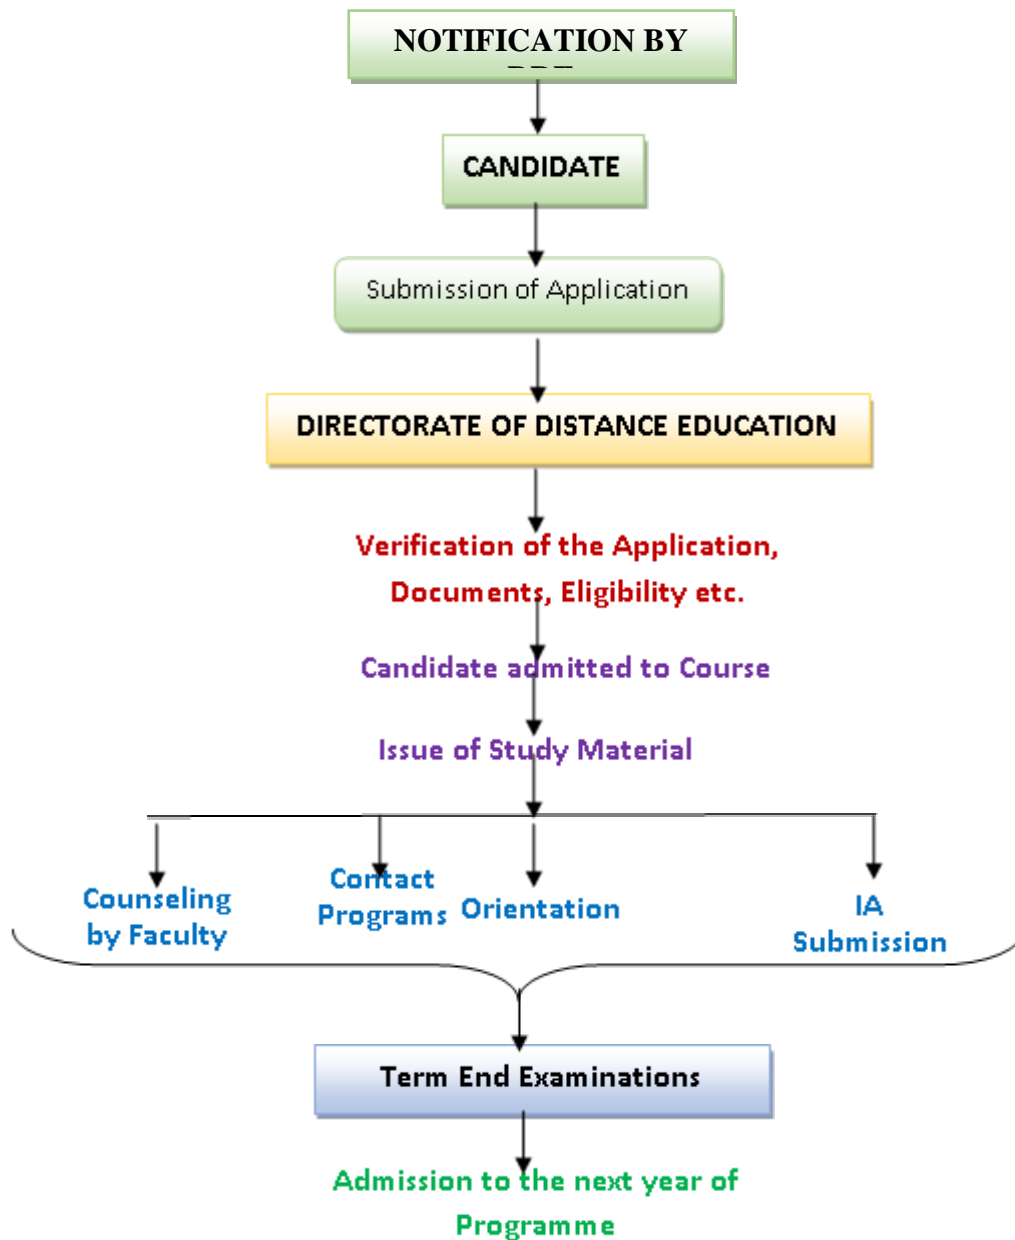 NOTIFICATION BY
CANDIDATE
Submission of Application
DIRECTORATE OF DISTANCE EDUCATION
Verification of the Application,
Documents, Eligibility etc.
Candidate admitted to Course
Issue of Study Material
Counseling
by Faculty
Contact
Programs
Orientation
IA
Submission
Term End Examinations
Admission to the next year of
Programme